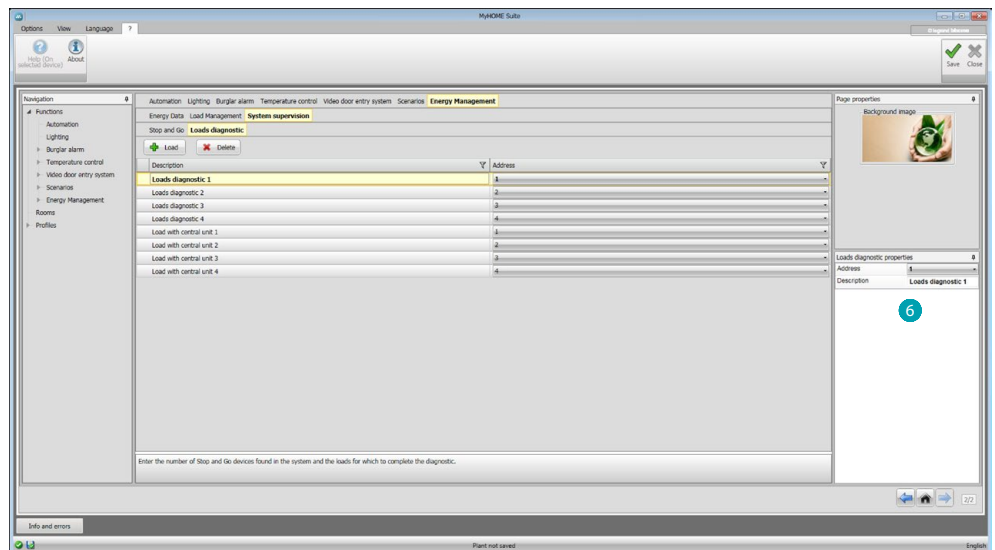 MyHOME Suite
Options View Language ?
Help (On
selected device)
About
Save Close
Navigation
Functions
Automation
Lighting
Burglar alarm
Temperature control
Video door entry system
Scenarios
Energy Management
Rooms
Profiles
Automation Lighting Burglar alarm Temperature control Video door entry system Scenarios Energy Management
Energy Data Load Management System supervision
Stop and Go Loads diagnostic
Load Delete
Description Address
Loads diagnostic 1 1
Loads diagnostic 2 2
Loads diagnostic 3 3
Loads diagnostic 4 4
Load with central unit 1 1
Load with central unit 2 2
Load with central unit 3 3
Load with central unit 4 4
Enter the number of Stop and Go devices found in the system and the loads for which to complete the diagnostic.
Page properties
Background image
Loads diagnostic properties
Address 1
Description Loads diagnostic 1
6
2/2
Info and errors
Plant not saved
English